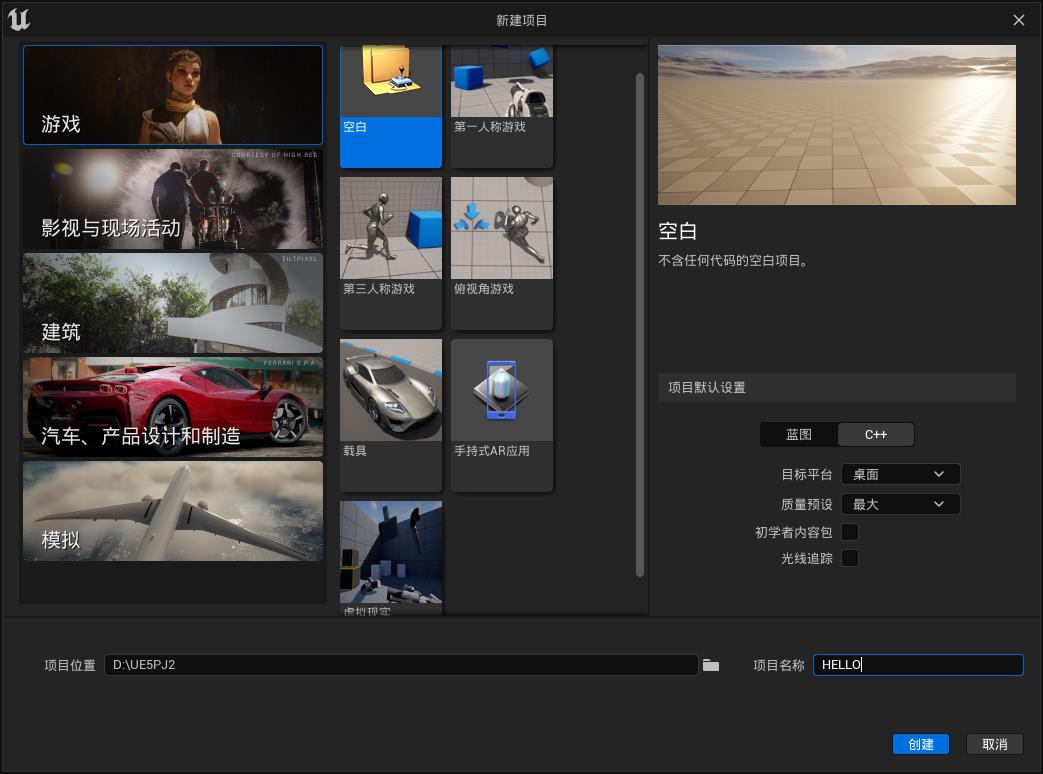 新建项目
游戏
COURTESY OF HIGH RES
影视与现场活动
TILTPIXEL
建筑
FERRARI S.P.A.
汽车、产品设计和制造
模拟
空白
第一人称游戏
第三人称游戏
俯视角游戏
载具
手持式AR应用
虚拟现实
空白
不含任何代码的空白项目。
项目默认设置
蓝图
C++
目标平台 桌面
质量预设 最大
初学者内容包
光线追踪
项目位置 D:\UE5PJ2
项目名称 HELLO
创建
取消